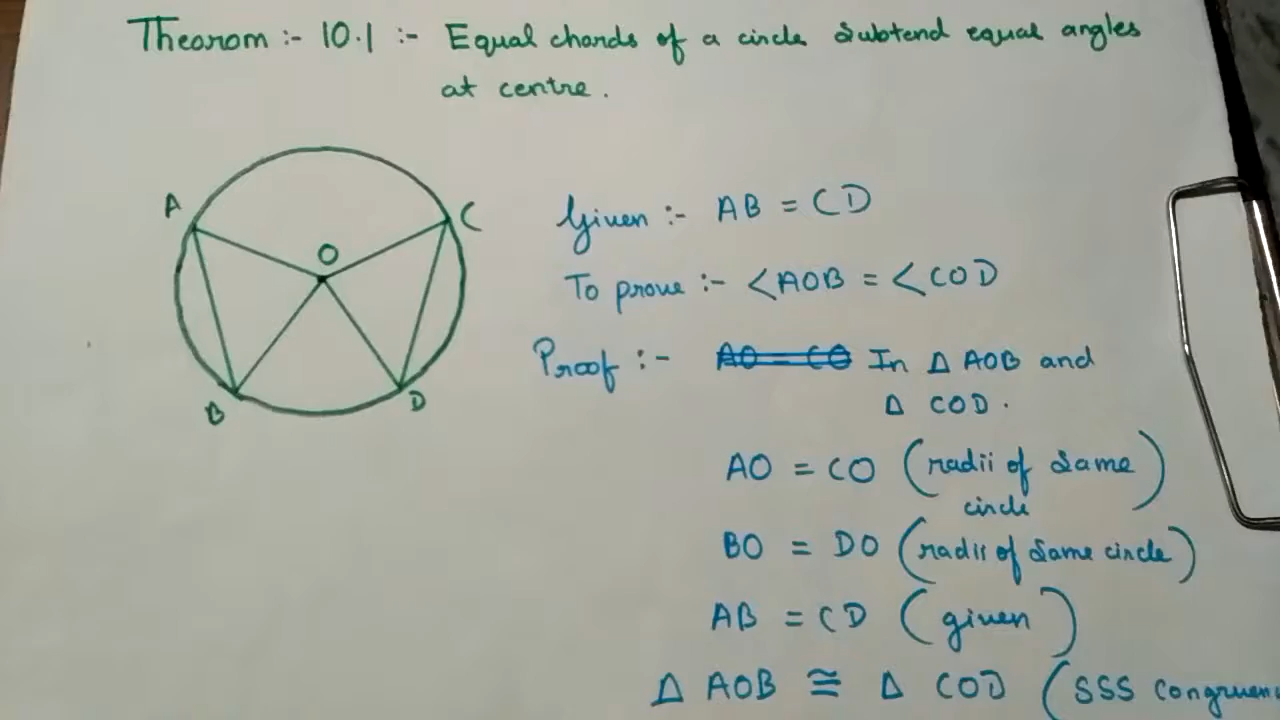 Theorom :- 10.1 :- Equal chords of a circle subtend equal angles
at centre.
A
C
O
B
D
Given :- AB = CD
To prove :- <AOB = <COD
Proof :- AO = CO In Δ AOB and
Δ COD.
AO = CO (radii of same
circle)
BO = DO (radii of same circle)
AB = CD (given)
Δ AOB ≅ Δ COD (SSS congruen